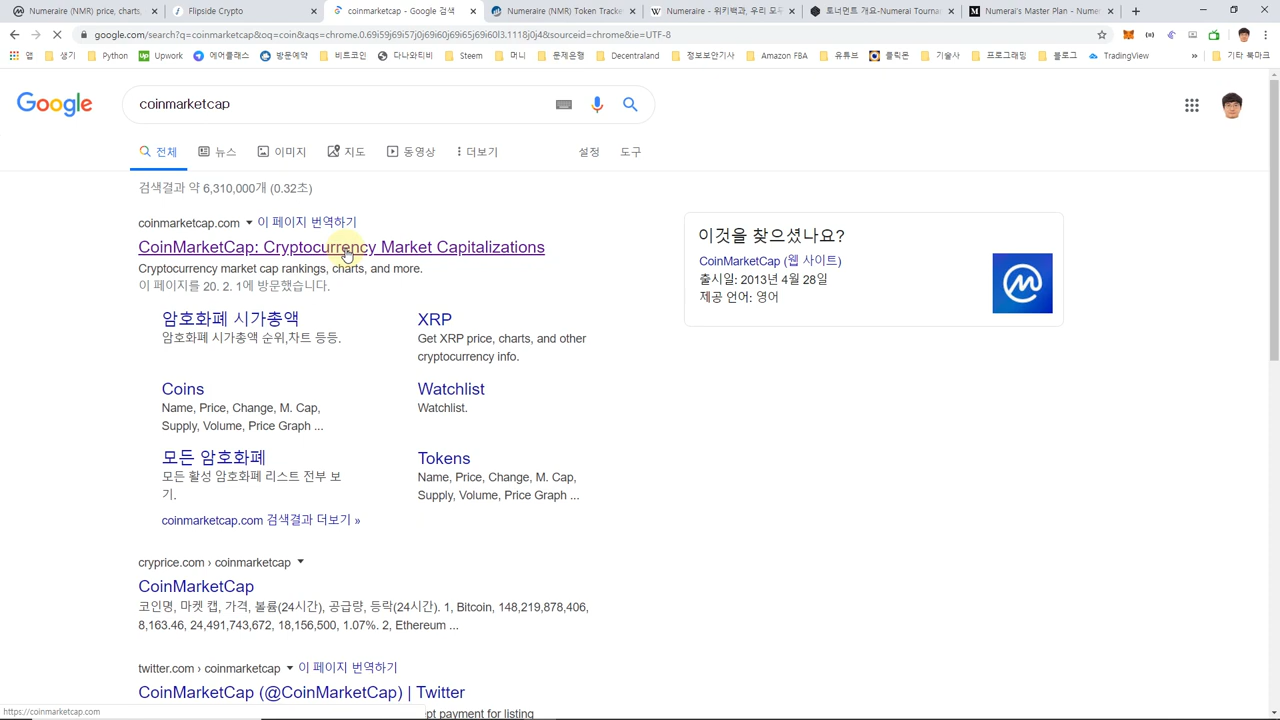 Numeraire (NMR) price, charts,
Flipside Crypto
coinmarketcap - Google 검색
Numeraire (NMR) Token Tracke
Numeraire - 위키백과, 우리 모두
토너먼트 개요-Numerai Tournam
Numerai's Master Plan - Numera
google.com/search?q=coinmarketcap&oq=coin&aqs=chrome.0.69i59j69i57j0j69i60j69i65j69i60l3.1118j0j4&sourceid=chrome&ie=UTF-8
앱
생기
Python
Upwork
에어클래스
방문예약
비트코인
다나와티비
Steem
머니
문제은행
Decentraland
정보보안기사
Amazon FBA
유튜브
클릭몬
기술사
프로그래밍
블로그
TradingView
»
기타 북마크
Google
coinmarketcap
전체
뉴스
이미지
지도
동영상
더보기
설정
도구
검색결과 약 6,310,000개 (0.32초)
coinmarketcap.com ▼ 이 페이지 번역하기
CoinMarketCap: Cryptocurrency Market Capitalizations
Cryptocurrency market cap rankings, charts, and more.
이 페이지를 20. 2. 1에 방문했습니다.
암호화폐 시가총액
암호화폐 시가총액 순위,차트 등등.
XRP
Get XRP price, charts, and other
cryptocurrency info.
Coins
Name, Price, Change, M. Cap,
Supply, Volume, Price Graph ...
Watchlist
Watchlist.
모든 암호화폐
모든 활성 암호화폐 리스트 전부 보
기.
Tokens
Name, Price, Change, M. Cap,
Supply, Volume, Price Graph ...
coinmarketcap.com 검색결과 더보기 »
이것을 찾으셨나요?
CoinMarketCap (웹 사이트)
출시일: 2013년 4월 28일
제공 언어: 영어
cryprice.com › coinmarketcap ▼
CoinMarketCap
코인명, 마켓 캡, 가격, 볼륨(24시간), 공급량, 등락(24시간). 1, Bitcoin, 148,219,878,406,
8,163.46, 24,491,743,672, 18,156,500, 1.07%. 2, Ethereum ...
twitter.com › coinmarketcap ▼ 이 페이지 번역하기
CoinMarketCap (@CoinMarketCap) | Twitter
ept payment for listing
https://coinmarketcap.com